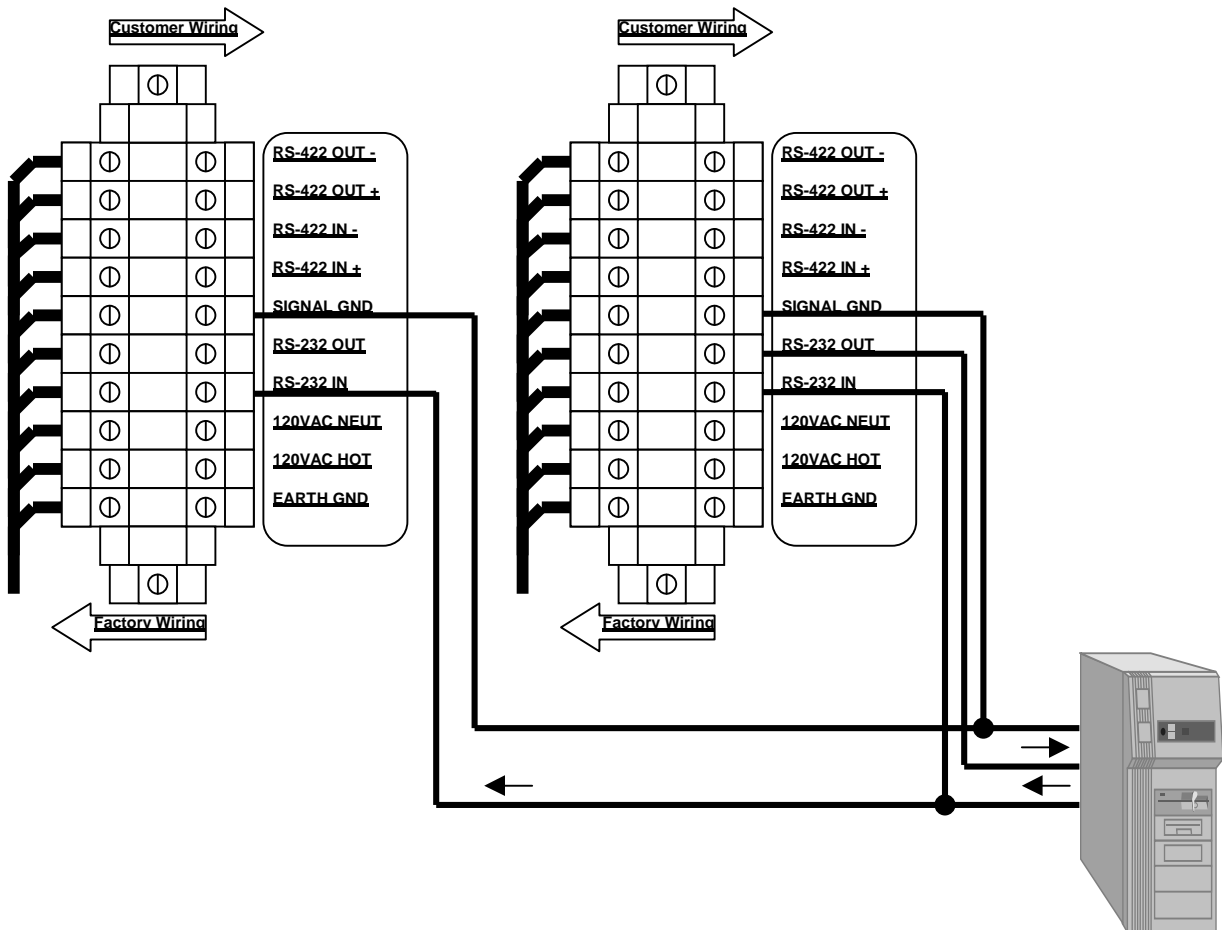 Customer Wiring
RS-422 OUT -
RS-422 OUT +
RS-422 IN -
RS-422 IN +
SIGNAL GND
RS-232 OUT
RS-232 IN
120VAC NEUT
120VAC HOT
EARTH GND
Factory Wiring
Customer Wiring
RS-422 OUT -
RS-422 OUT +
RS-422 IN -
RS-422 IN +
SIGNAL GND
RS-232 OUT
RS-232 IN
120VAC NEUT
120VAC HOT
EARTH GND
Factory Wiring